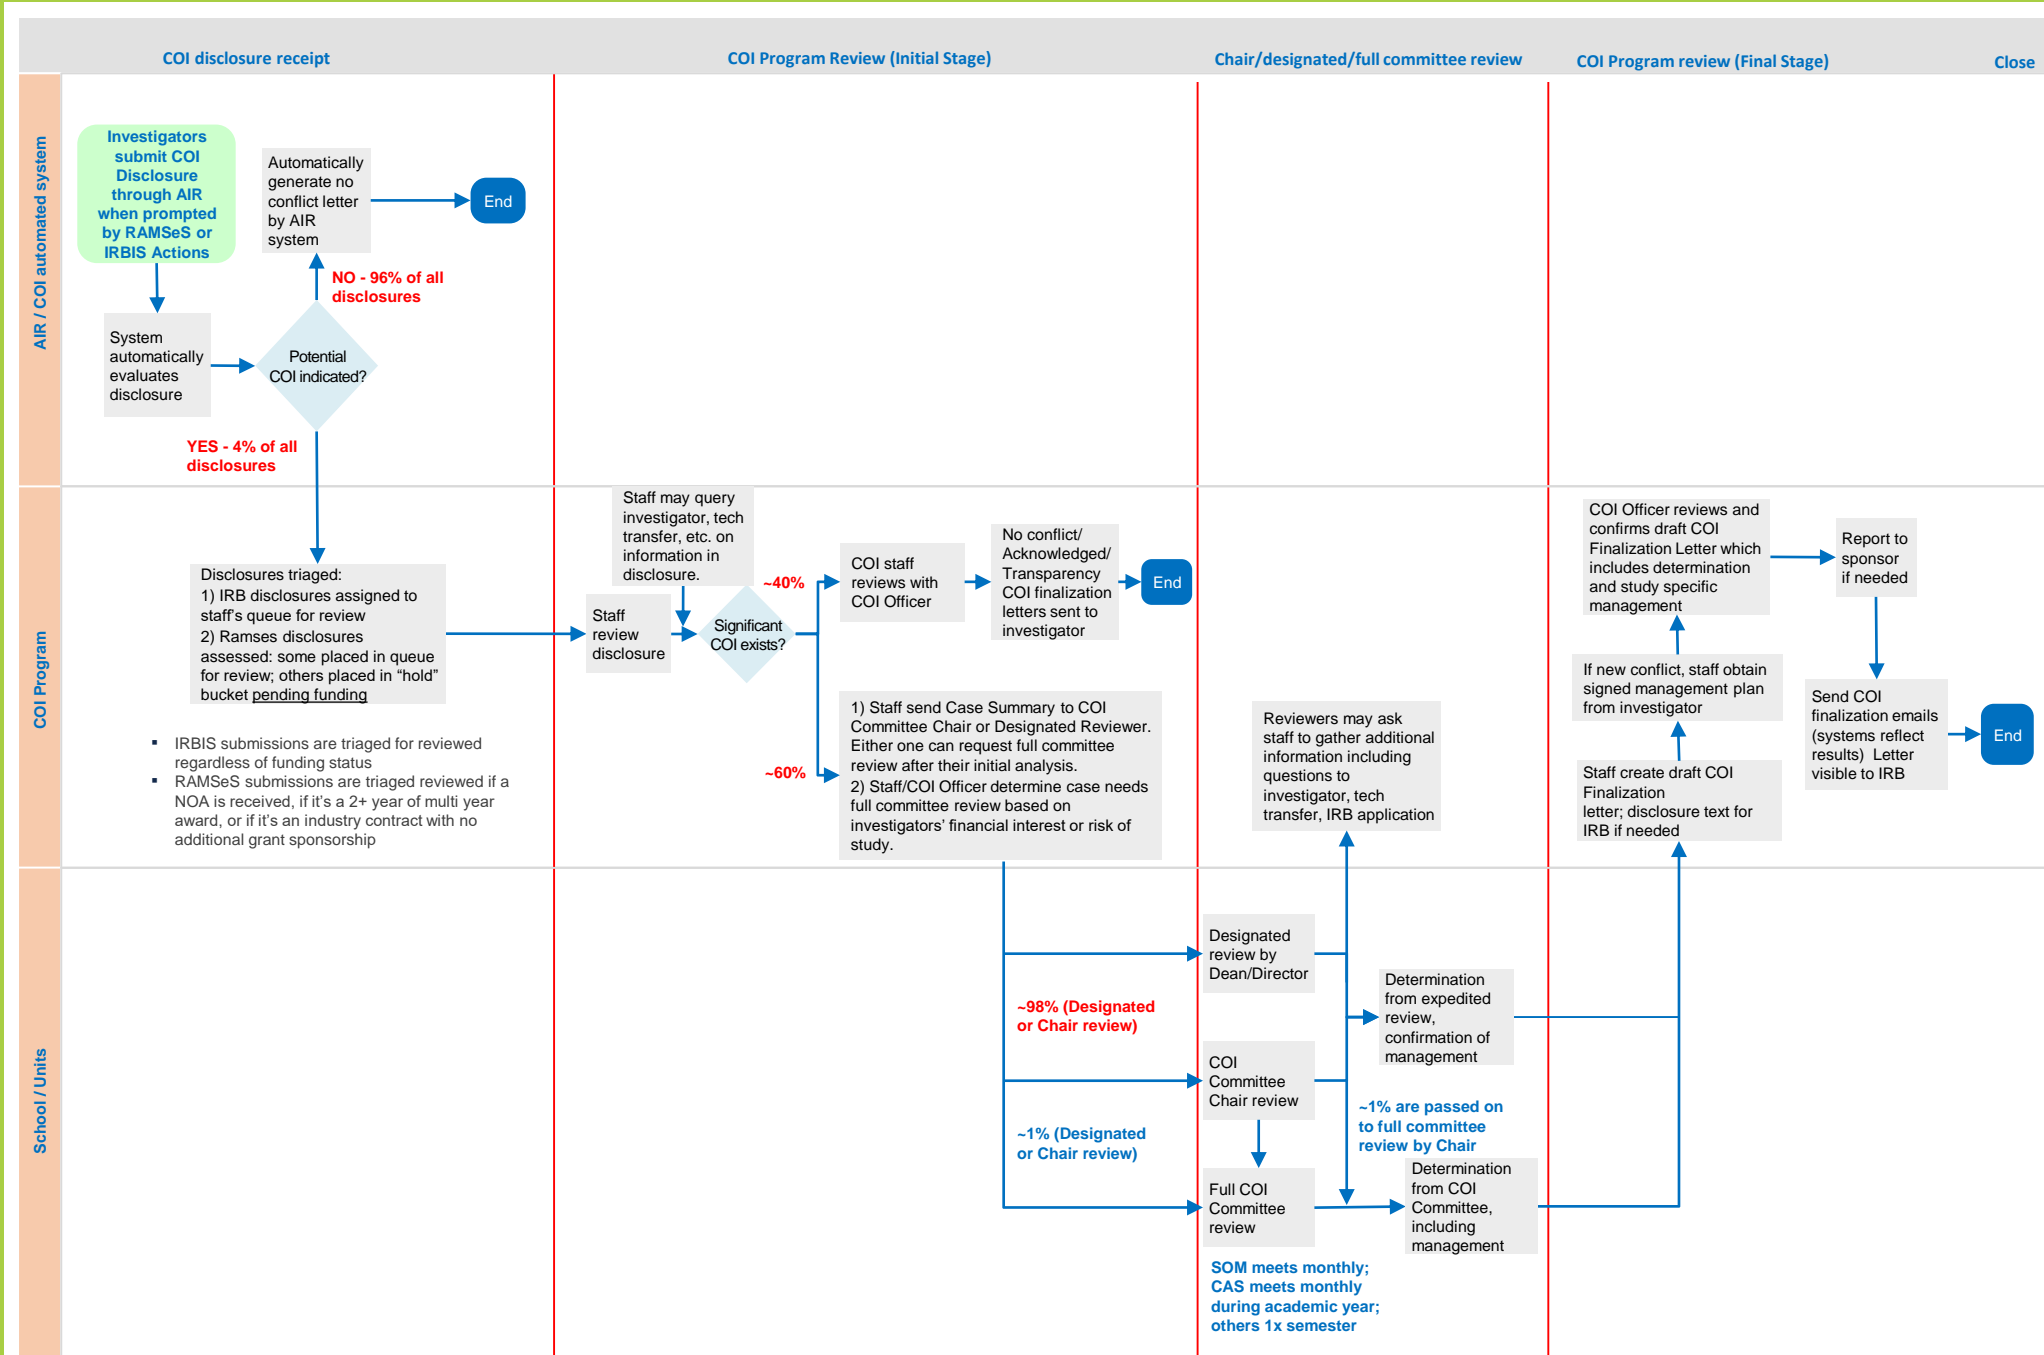 COI disclosure receipt
COI Program Review (Initial Stage)
Chair/designated/full committee review
COI Program review (Final Stage)
Close
AIR / COI automated system
Investigators
submit COI
Disclosure
through AIR
when prompted
by RAMSeS or
IRBIS Actions
Automatically
generate no
conflict letter
by AIR
system
End
NO - 96% of all
disclosures
System
automatically
evaluates
disclosure
Potential
COI indicated?
YES - 4% of all
disclosures
COI Program
Disclosures triaged:
1) IRB disclosures assigned to
staff's queue for review
2) Ramses disclosures
assessed: some placed in queue
for review; others placed in “hold”
bucket pending funding
▪ IRBIS submissions are triaged for reviewed
regardless of funding status
▪ RAMSeS submissions are triaged reviewed if a
NOA is received, if it's a 2+ year of multi year
award, or if it's an industry contract with no
additional grant sponsorship
Staff may query
investigator, tech
transfer, etc. on
information in
disclosure.
Staff
review
disclosure
Significant
COI exists?
~40%
COI staff
reviews with
COI Officer
No conflict/
Acknowledged/
Transparency
COI finalization
letters sent to
investigator
End
~60%
1) Staff send Case Summary to COI
Committee Chair or Designated Reviewer.
Either one can request full committee
review after their initial analysis.
2) Staff/COI Officer determine case needs
full committee review based on
investigators' financial interest or risk of
study.
Reviewers may ask
staff to gather additional
information including
questions to
investigator, tech
transfer, IRB application
COI Officer reviews and
confirms draft COI
Finalization Letter which
includes determination
and study specific
management
Report to
sponsor
if needed
If new conflict, staff obtain
signed management plan
from investigator
Send COI
finalization emails
(systems reflect
results) Letter
visible to IRB
End
Staff create draft COI
Finalization
letter; disclosure text for
IRB if needed
School / Units
Designated
review by
Dean/Director
~98% (Designated
or Chair review)
Determination
from expedited
review,
confirmation of
management
COI
Committee
Chair review
~1% (Designated
or Chair review)
~1% are passed on
to full committee
review by Chair
Full COI
Committee
review
Determination
from COI
Committee,
including
management
SOM meets monthly;
CAS meets monthly
during academic year;
others 1x semester